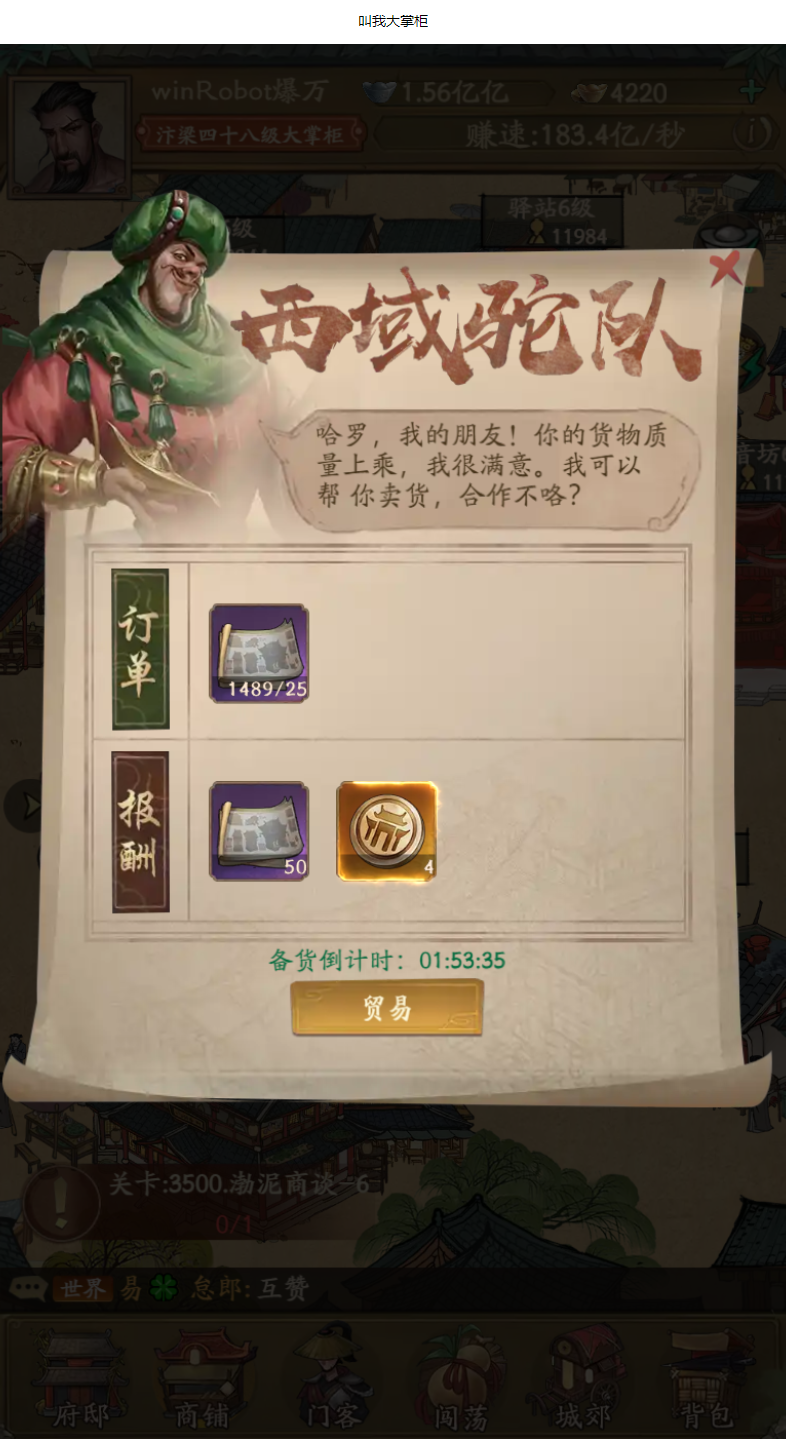 叫我大掌柜
winRobot爆万
1.56亿亿
4220
汴梁四十八级大掌柜
赚速:183.4亿/秒
驿站6级
11984
西域驼队
哈罗，我的朋友！你的货物质
量上乘，我很满意。我可以
帮 你卖货，合作不咯？
订单
1489/25
报酬
50
4
备货倒计时：01:53:35
贸易
关卡:3500.渤泥商谈-6
0/1
世界 易 怠郎:互赞
府邸
商铺
门客
闯荡
城郊
背包